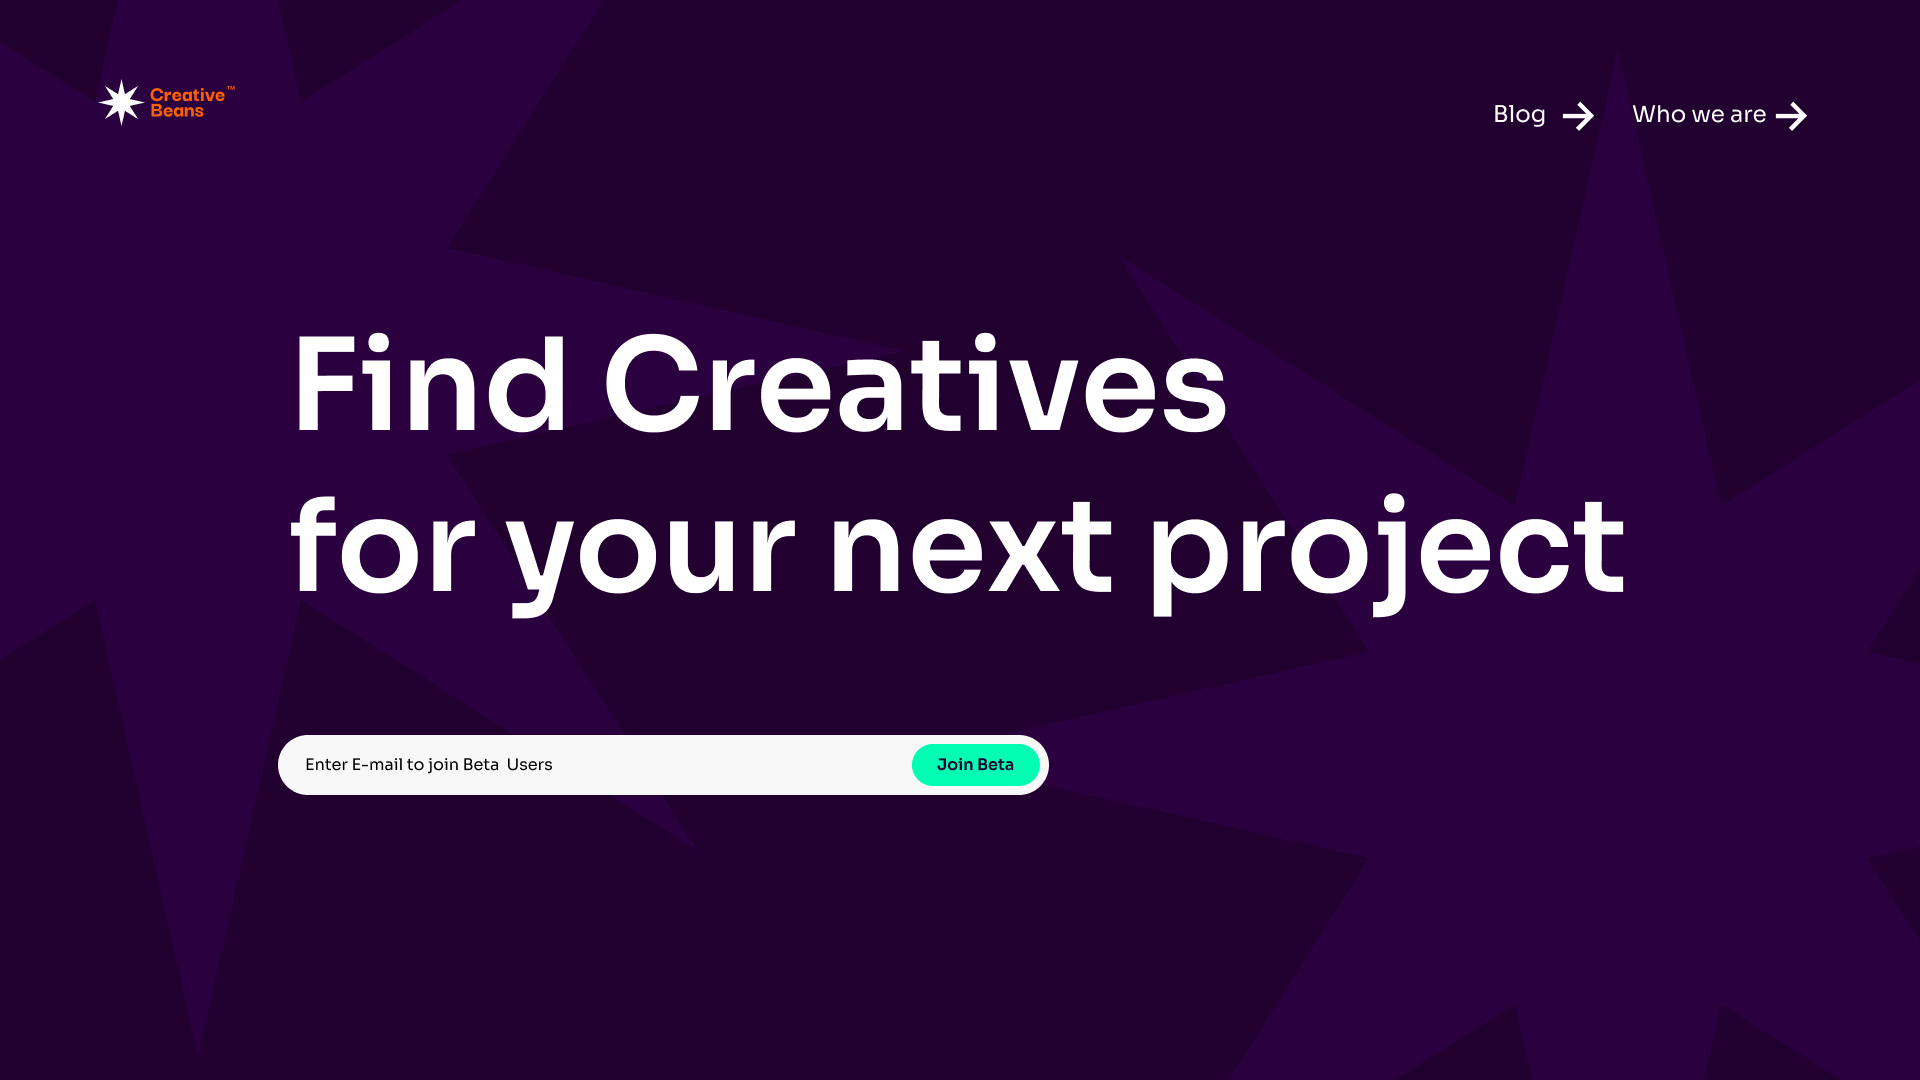 Creative™
Beans
Blog
Who we are
Find Creatives
for your next project
Enter E-mail to join Beta  Users
Join Beta